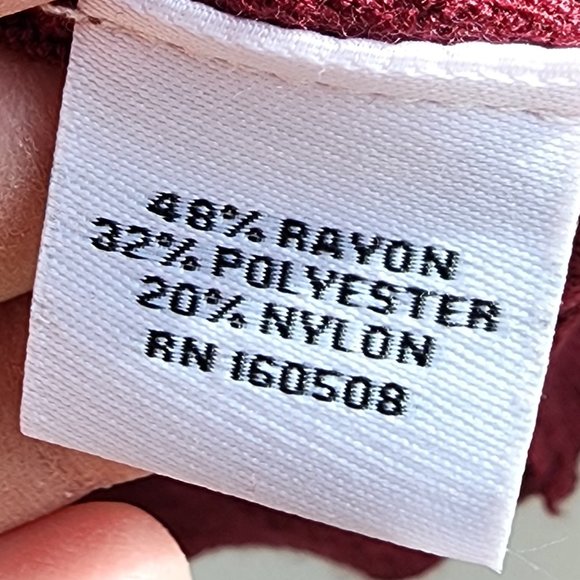 48% RAYON
32% POLYESTER
20% NYLON
RN 160508